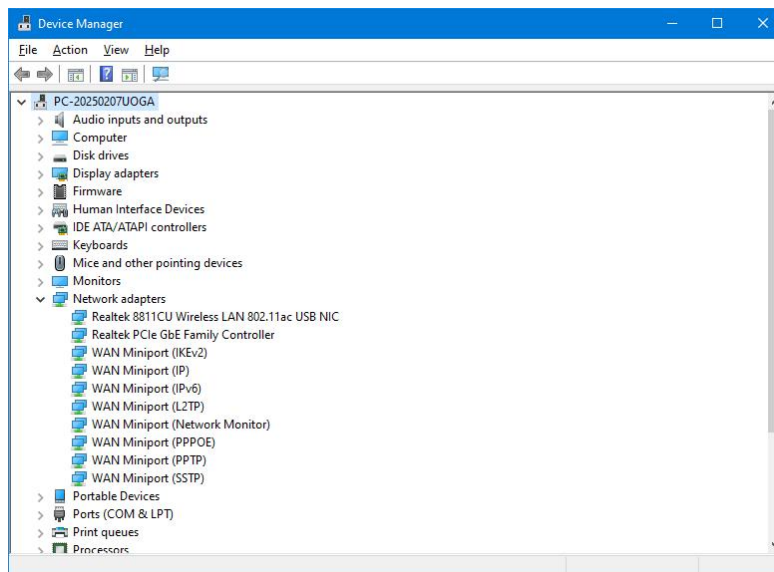 Device Manager
File Action View Help
PC-20250207UOGA
Audio inputs and outputs
Computer
Disk drives
Display adapters
Firmware
Human Interface Devices
IDE ATA/ATAPI controllers
Keyboards
Mice and other pointing devices
Monitors
Network adapters
Realtek 8811CU Wireless LAN 802.11ac USB NIC
Realtek PCIe GbE Family Controller
WAN Miniport (IKEv2)
WAN Miniport (IP)
WAN Miniport (IPv6)
WAN Miniport (L2TP)
WAN Miniport (Network Monitor)
WAN Miniport (PPPOE)
WAN Miniport (PPTP)
WAN Miniport (SSTP)
Portable Devices
Ports (COM & LPT)
Print queues
Processors